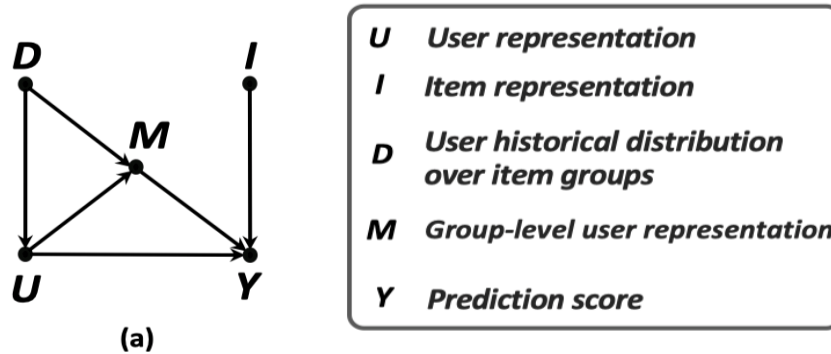 D I
M
U Y
(a)
U User representation
I Item representation
D User historical distribution
over item groups
M Group-level user representation
Y Prediction score